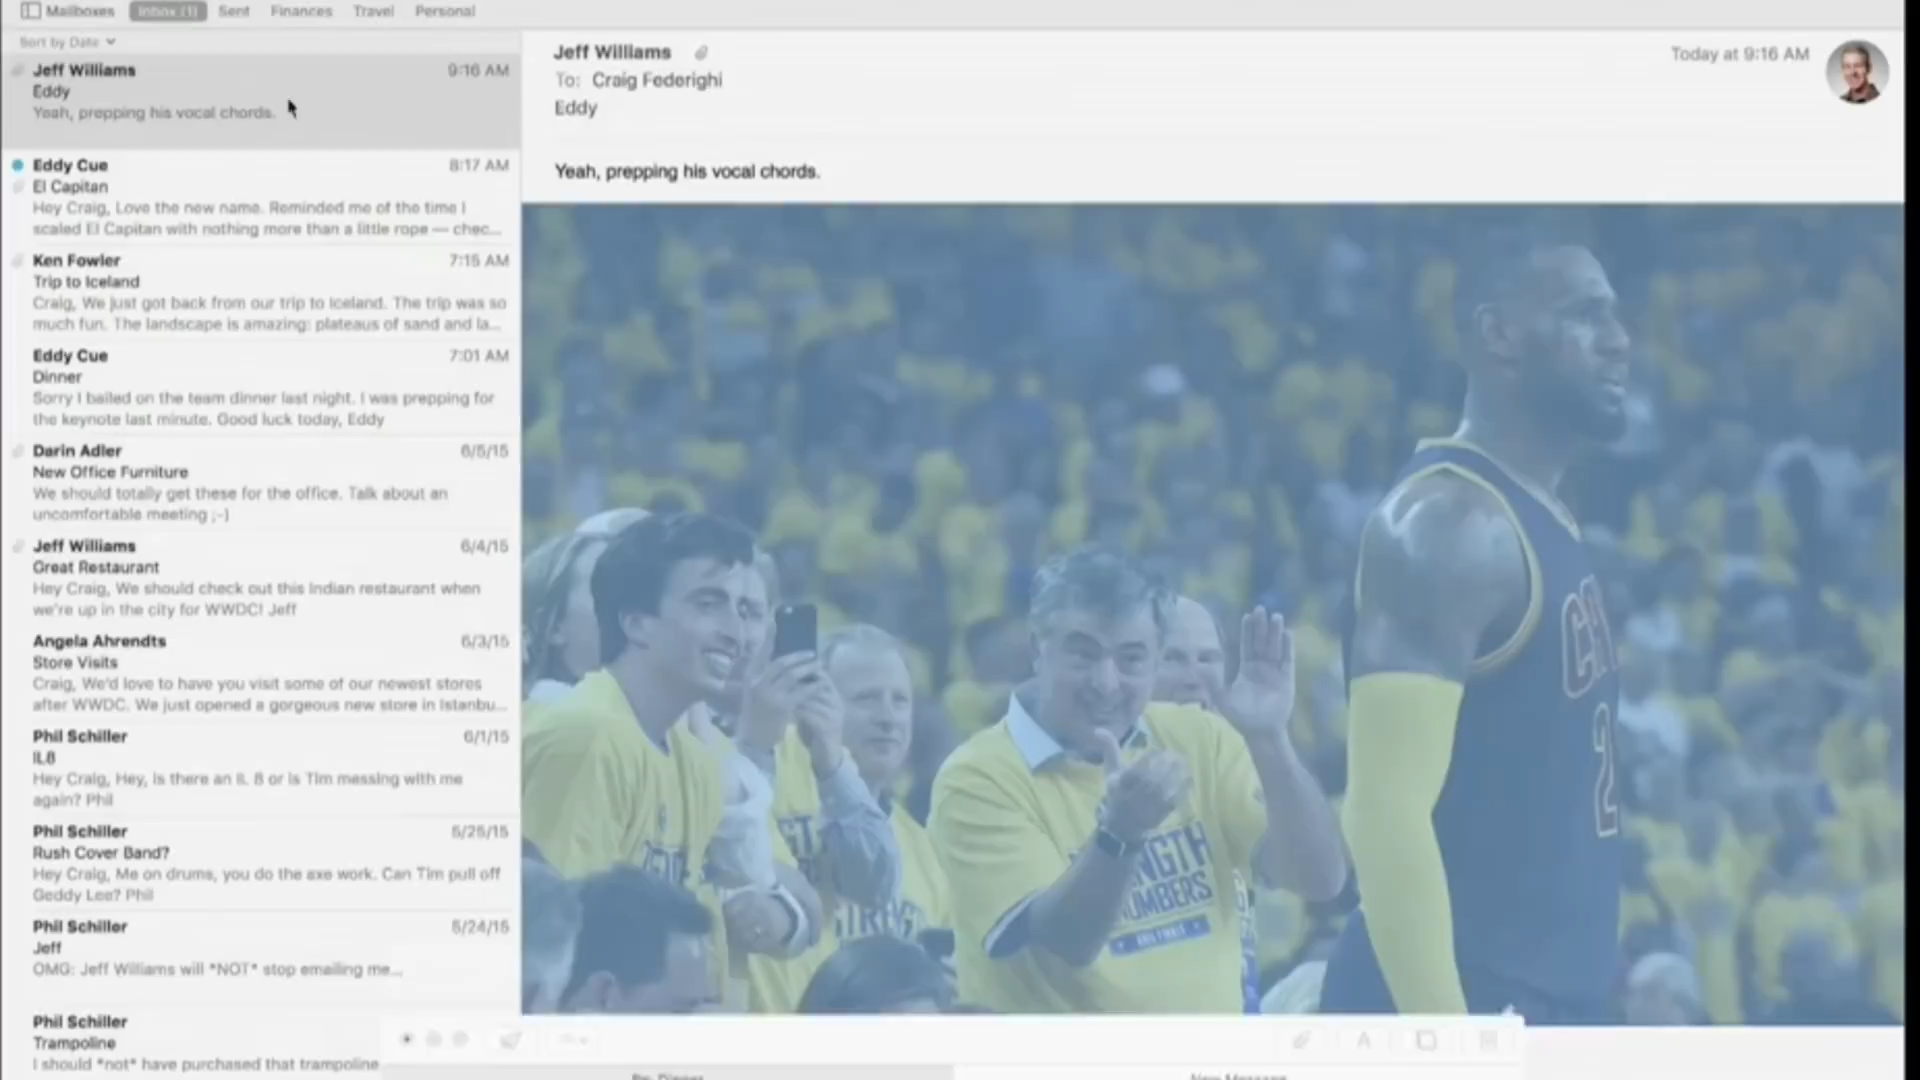 Mailboxes Inbox (1) Sent Finances Travel Personal
Sort by Date
Jeff Williams 9:16 AM
Eddy
Yeah, prepping his vocal chords.
Eddy Cue 8:17 AM
El Capitan
Hey Craig, Love the new name. Reminded me of the time I
scaled El Capitan with nothing more than a little rope — chec...
Ken Fowler 7:15 AM
Trip to Iceland
Craig, We just got back from our trip to Iceland. The trip was so
much fun. The landscape is amazing: plateaus of sand and la...
Eddy Cue 7:01 AM
Dinner
Sorry I bailed on the team dinner last night. I was prepping for
the keynote last minute. Good luck today, Eddy
Darin Adler 6/5/15
New Office Furniture
We should totally get these for the office. Talk about an
uncomfortable meeting ;-)
Jeff Williams 6/4/15
Great Restaurant
Hey Craig, We should check out this Indian restaurant when
we're up in the city for WWDC! Jeff
Angela Ahrendts 6/3/15
Store Visits
Craig, We'd love to have you visit some of our newest stores
after WWDC. We just opened a gorgeous new store in Istanbu...
Phil Schiller 6/1/15
IL8
Hey Craig, Hey, is there an IL 8 or is Tim messing with me
again? Phil
Phil Schiller 5/25/15
Rush Cover Band?
Hey Craig, Me on drums, you do the axe work. Can Tim pull off
Geddy Lee? Phil
Phil Schiller 5/24/15
Jeff
OMG: Jeff Williams will *NOT* stop emailing me...
Phil Schiller
Trampoline
I should *not* have purchased that trampoline
Jeff Williams Today at 9:16 AM
To: Craig Federighi
Eddy
Yeah, prepping his vocal chords.
CA
2
NGTH
UMBERS
STRENGT
Re: Dinner New Message